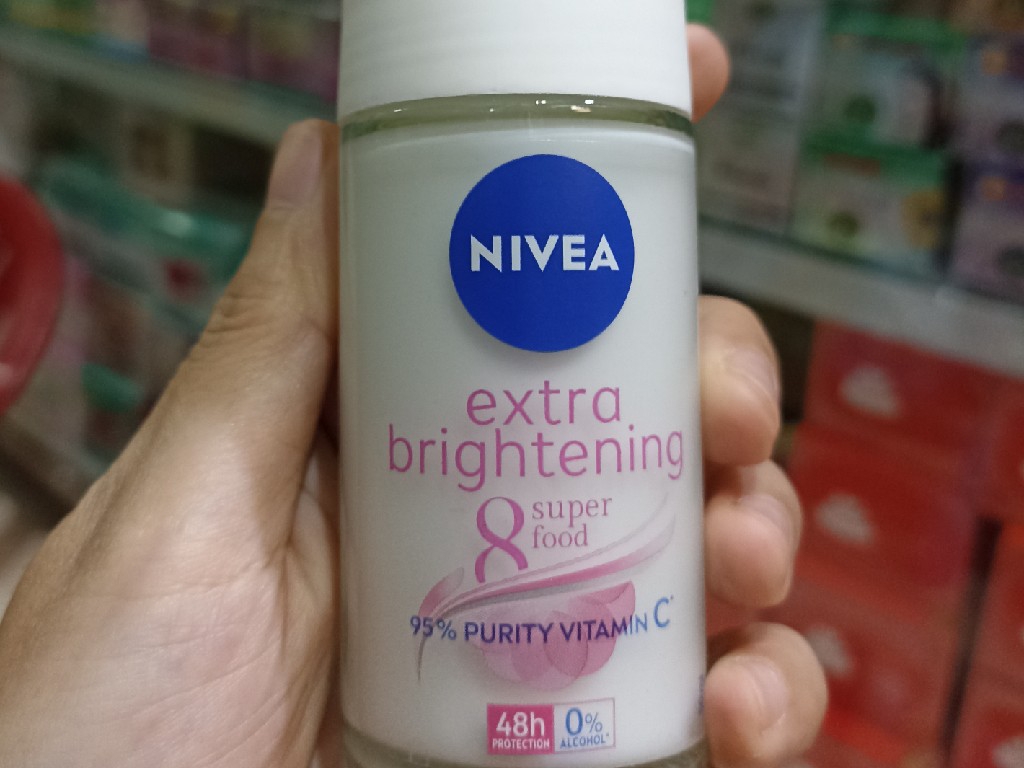 NIVEA
extra
brightening
8 super
food
95% PURITY VITAMIN C*
48h
PROTECTION
0%
ALCOHOL*